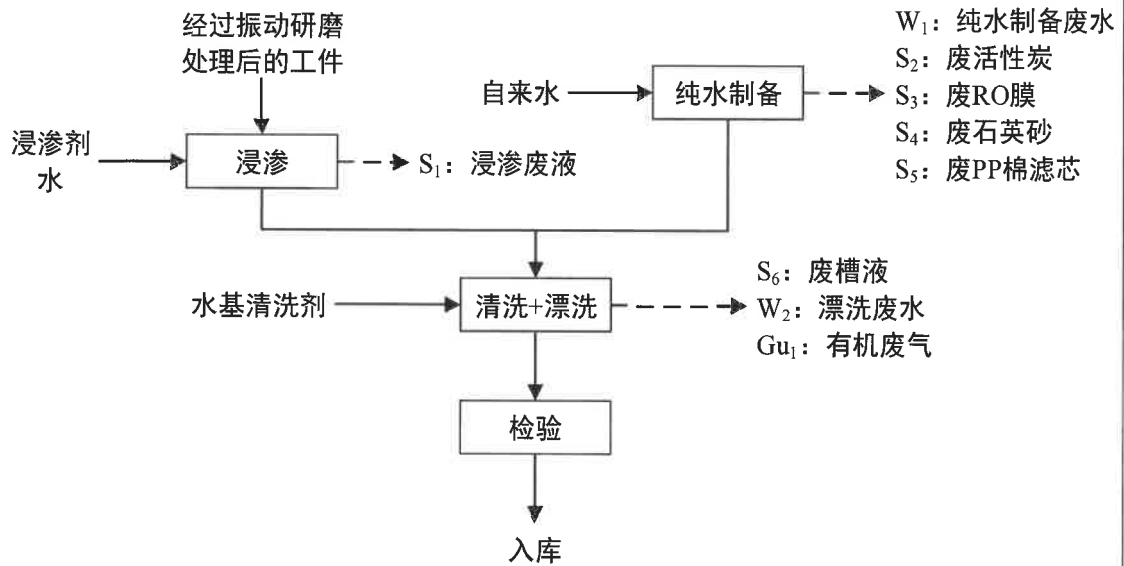 经过振动研磨
处理后的工件
浸渗剂
水
浸渗
S₁：浸渗废液
自来水
纯水制备
W₁：纯水制备废水
S₂：废活性炭
S₃：废RO膜
S₄：废石英砂
S₅：废PP棉滤芯
水基清洗剂
清洗+漂洗
S₆：废槽液
W₂：漂洗废水
Gu₁：有机废气
检验
入库